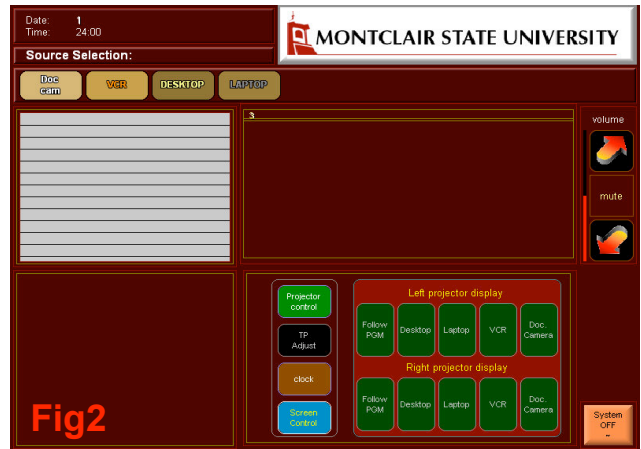 Date: 1
Time: 24:00
MONTCLAIR STATE UNIVERSITY
Source Selection:
Doc cam
VCR
DESKTOP
LAPTOP
3
volume
mute
Projector control
TP Adjust
clock
Screen Control
Left projector display
Follow PGM
Desktop
Laptop
VCR
Doc. Camera
Right projector display
Follow PGM
Desktop
Laptop
VCR
Doc. Camera
Fig2
System OFF
~